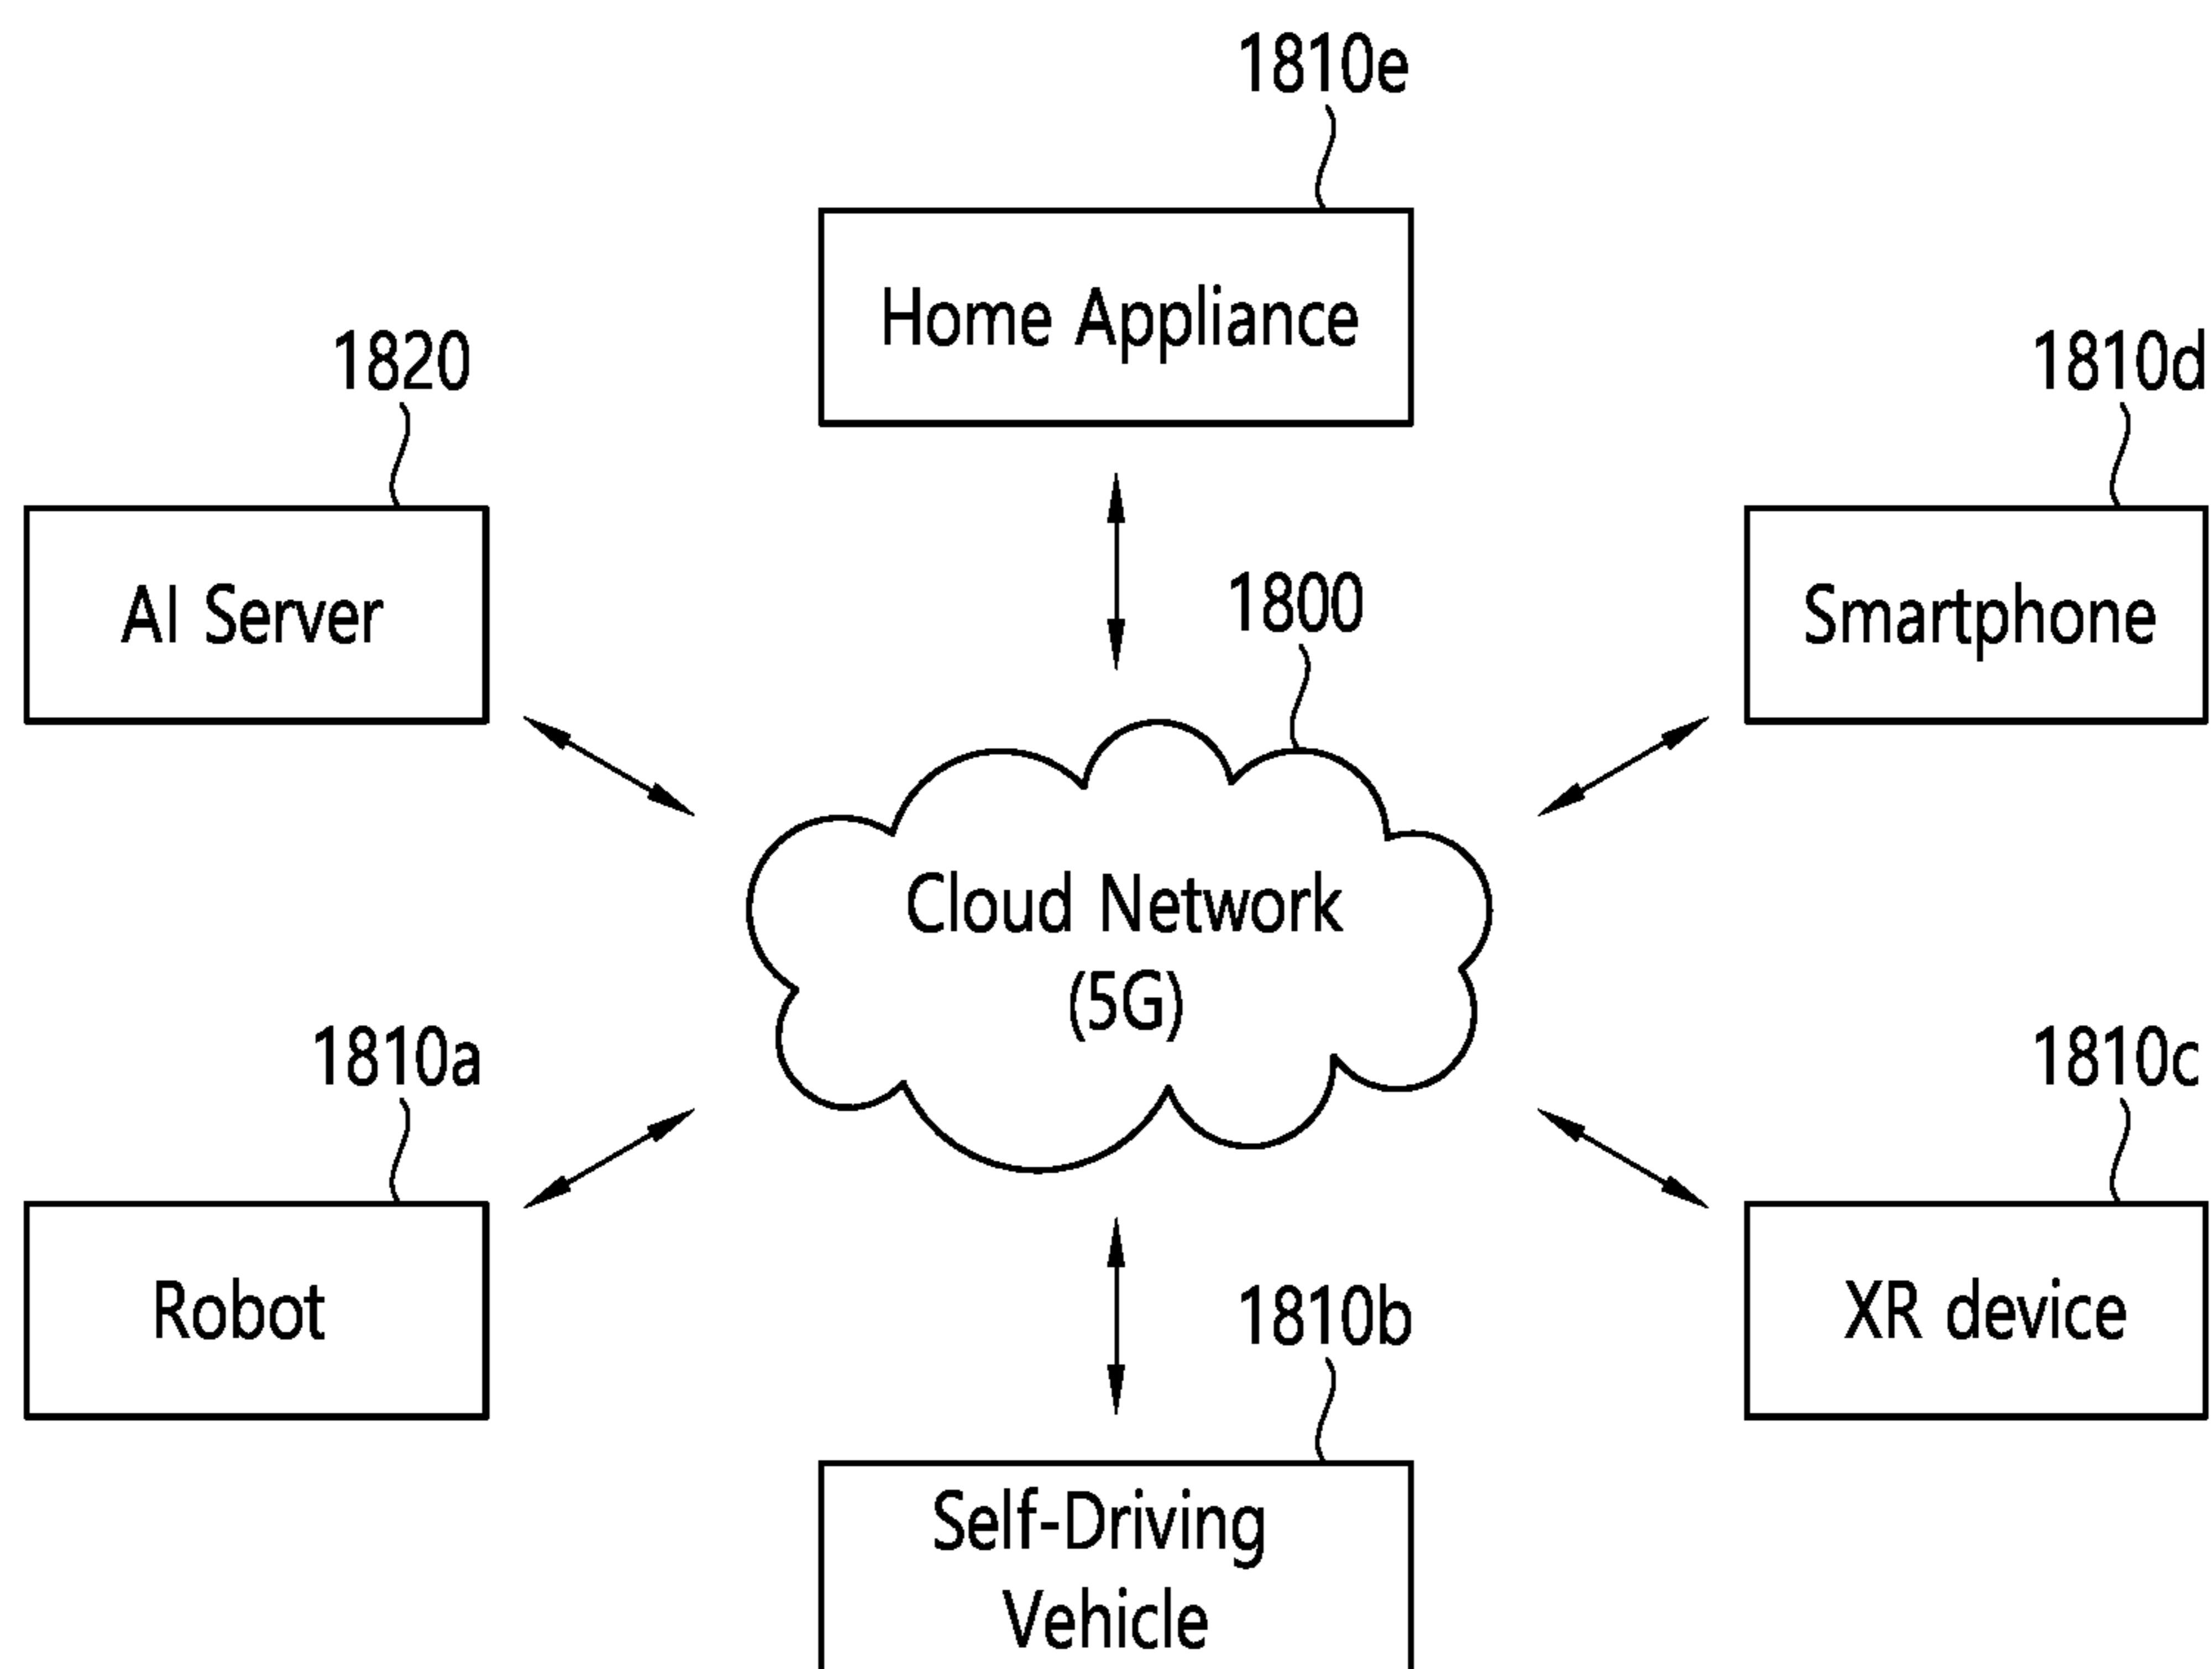 1810e
Home Appliance
1820
AI Server
1810d
Smartphone
1800
Cloud Network
(5G)
1810a
Robot
1810b
Self-Driving
Vehicle
1810c
XR device